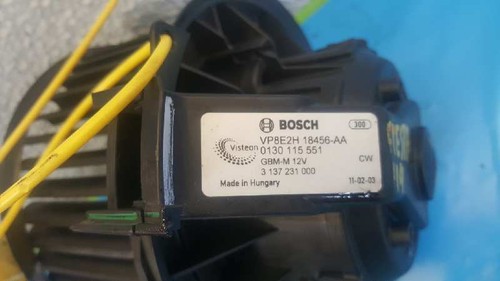 BOSCH 300
VP8E2H 18456-AA
Visteon 0130 115 551
GBM-M 12V CW
3 137 231 000
Made in Hungary 11-02-03